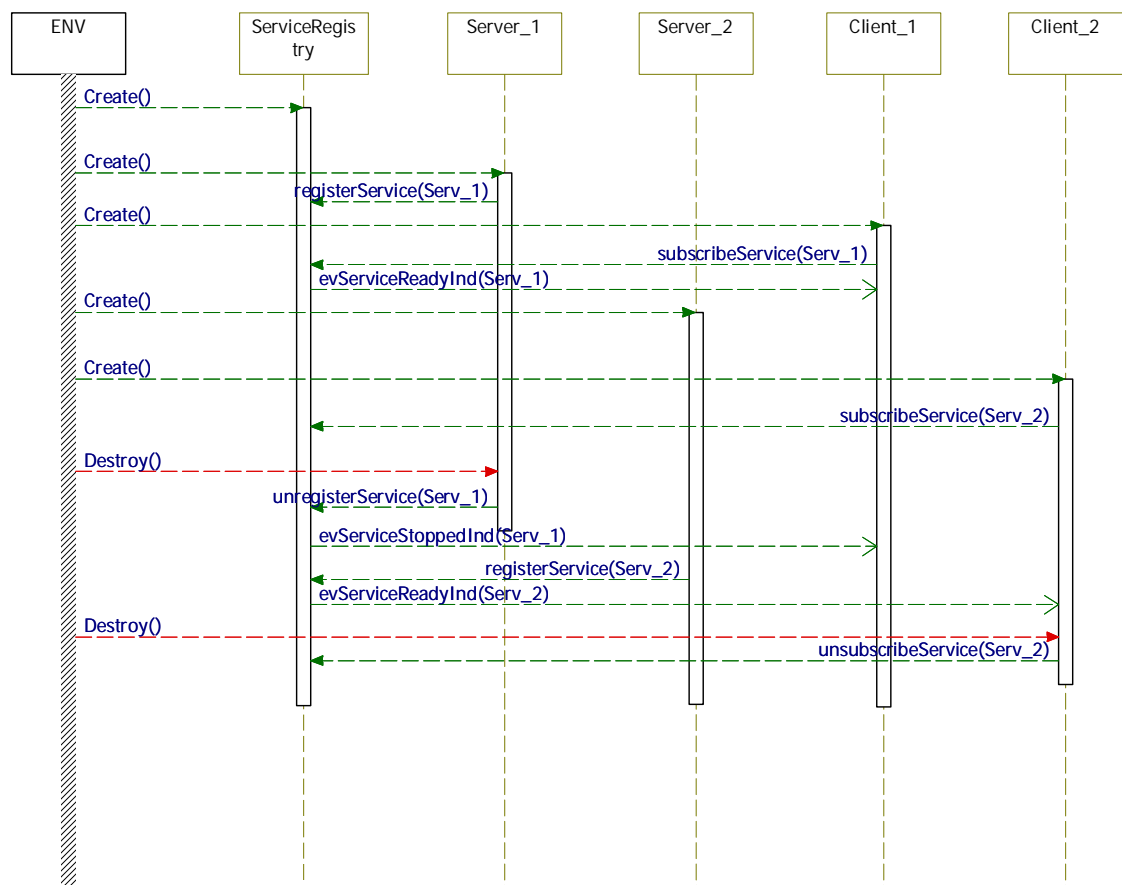 ENV
ServiceRegis
try
Server_1
Server_2
Client_1
Client_2
Create()
Create()
registerService(Serv_1)
Create()
subscribeService(Serv_1)
evServiceReadyInd(Serv_1)
Create()
Create()
subscribeService(Serv_2)
Destroy()
unregisterService(Serv_1)
evServiceStoppedInd(Serv_1)
registerService(Serv_2)
evServiceReadyInd(Serv_2)
Destroy()
unsubscribeService(Serv_2)